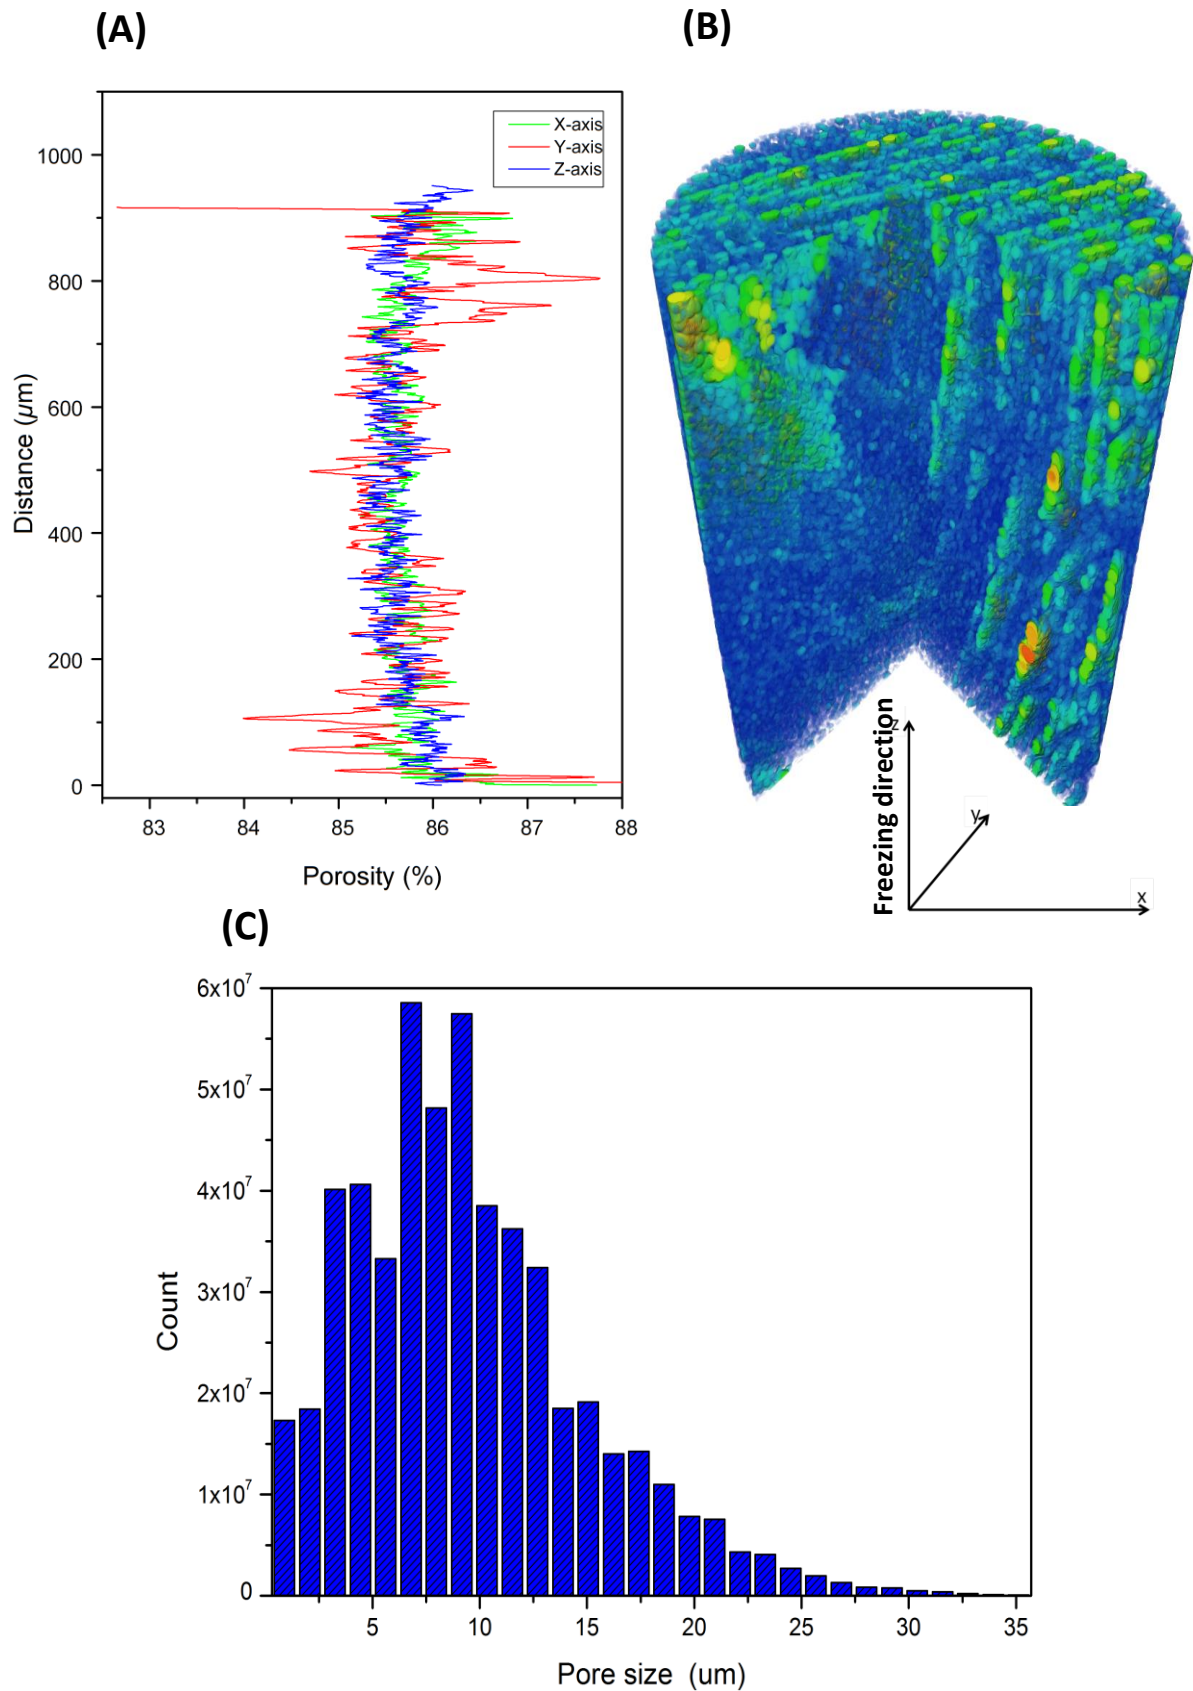 (A)
(B)
X-axis
Y-axis
Z-axis
1000
800
600
400
200
0
Distance (µm)
83
84
85
86
87
88
Porosity (%)
Freezing direction
z
y
x
(C)
6x10⁷
5x10⁷
4x10⁷
3x10⁷
2x10⁷
1x10⁷
0
Count
5
10
15
20
25
30
35
Pore size (um)